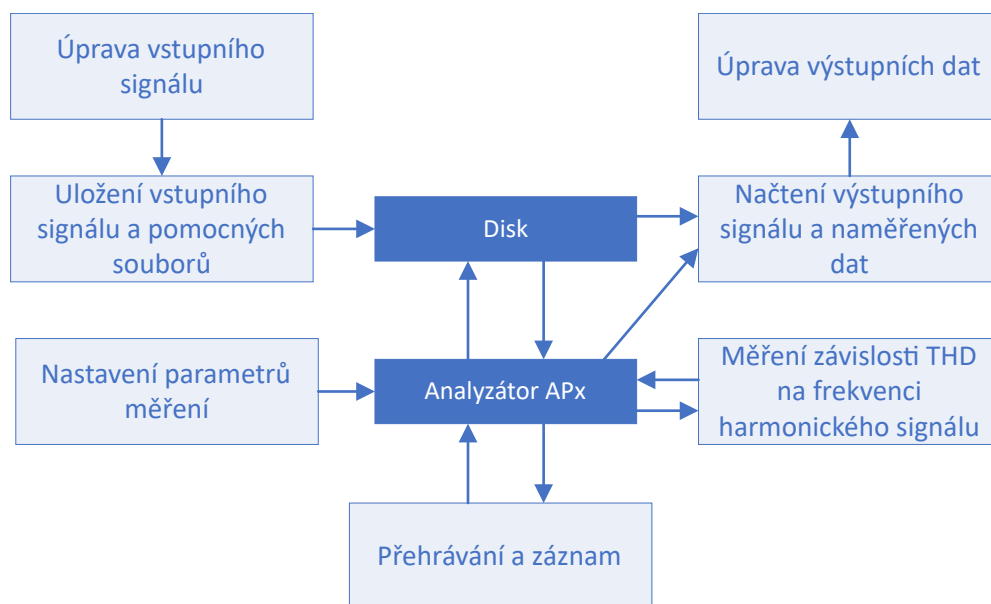 Úprava vstupního
signálu
Úprava výstupních dat
Uložení vstupního
signálu a pomocných
souborů
Disk
Načtení výstupního
signálu a naměřených
dat
Nastavení parametrů
měření
Analyzátor APx
Měření závislosti THD
na frekvenci
harmonického signálu
Přehrávání a záznam